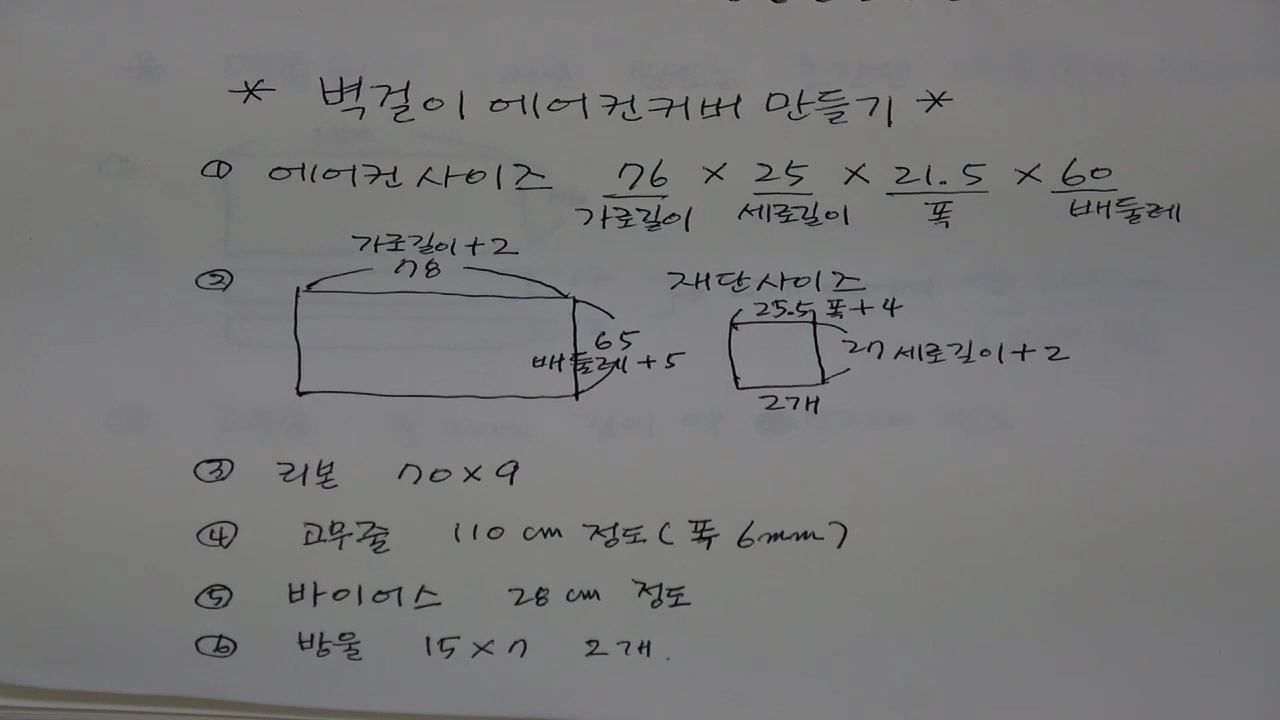 * 벽걸이 에어컨커버 만들기 *
① 에어컨 사이즈 76 × 25 × 21.5 × 60
가로길이 세로길이 폭 배둘레
② 가로길이+2
78
65
배둘레+5
재단사이즈
25.5 폭+4
27 세로길이+2
2개
③ 리본 70×9
④ 고무줄 110 cm 정도(폭 6mm)
⑤ 바이어스 28 cm 정도
⑥ 방울 15×7 2개.